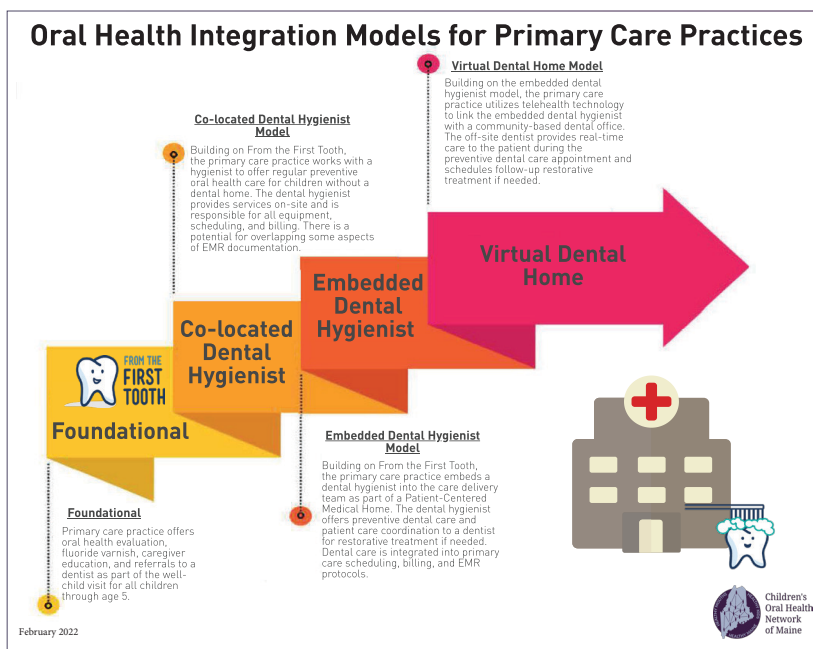 Oral Health Integration Models for Primary Care Practices
Virtual Dental Home Model
Building on the embedded dental
hygienist model, the primary care
practice utilizes telehealth technology
to link the embedded dental hygienist
with a community-based dental office.
The off-site dentist provides real-time
care to the patient during the
preventive dental care appointment and
schedules follow-up restorative
treatment if needed.
Co-located Dental Hygienist
Model
Building on From the First Tooth,
the primary care practice works with a
hygienist to offer regular preventive
oral health care for children without a
dental home. The dental hygienist
provides services on-site and is
responsible for all equipment,
scheduling, and billing. There is a
potential for overlapping some aspects
of EMR documentation.
Virtual Dental
Home
Embedded
Dental
Hygienist
Co-located
Dental
Hygienist
FROM THE
FIRST
TOOTH
Foundational
Embedded Dental Hygienist
Model
Building on From the First Tooth,
the primary care practice embeds a
dental hygienist into the care delivery
team as part of a Patient-Centered
Medical Home. The dental hygienist
offers preventive dental care and
patient care coordination to a dentist
for restorative treatment if needed.
Dental care is integrated into primary
care scheduling, billing, and EMR
protocols.
Foundational
Primary care practice offers
oral health evaluation,
fluoride varnish, caregiver
education, and referrals to a
dentist as part of the well-
child visit for all children
through age 5.
Children's
Oral Health
Network
of Maine
February 2022